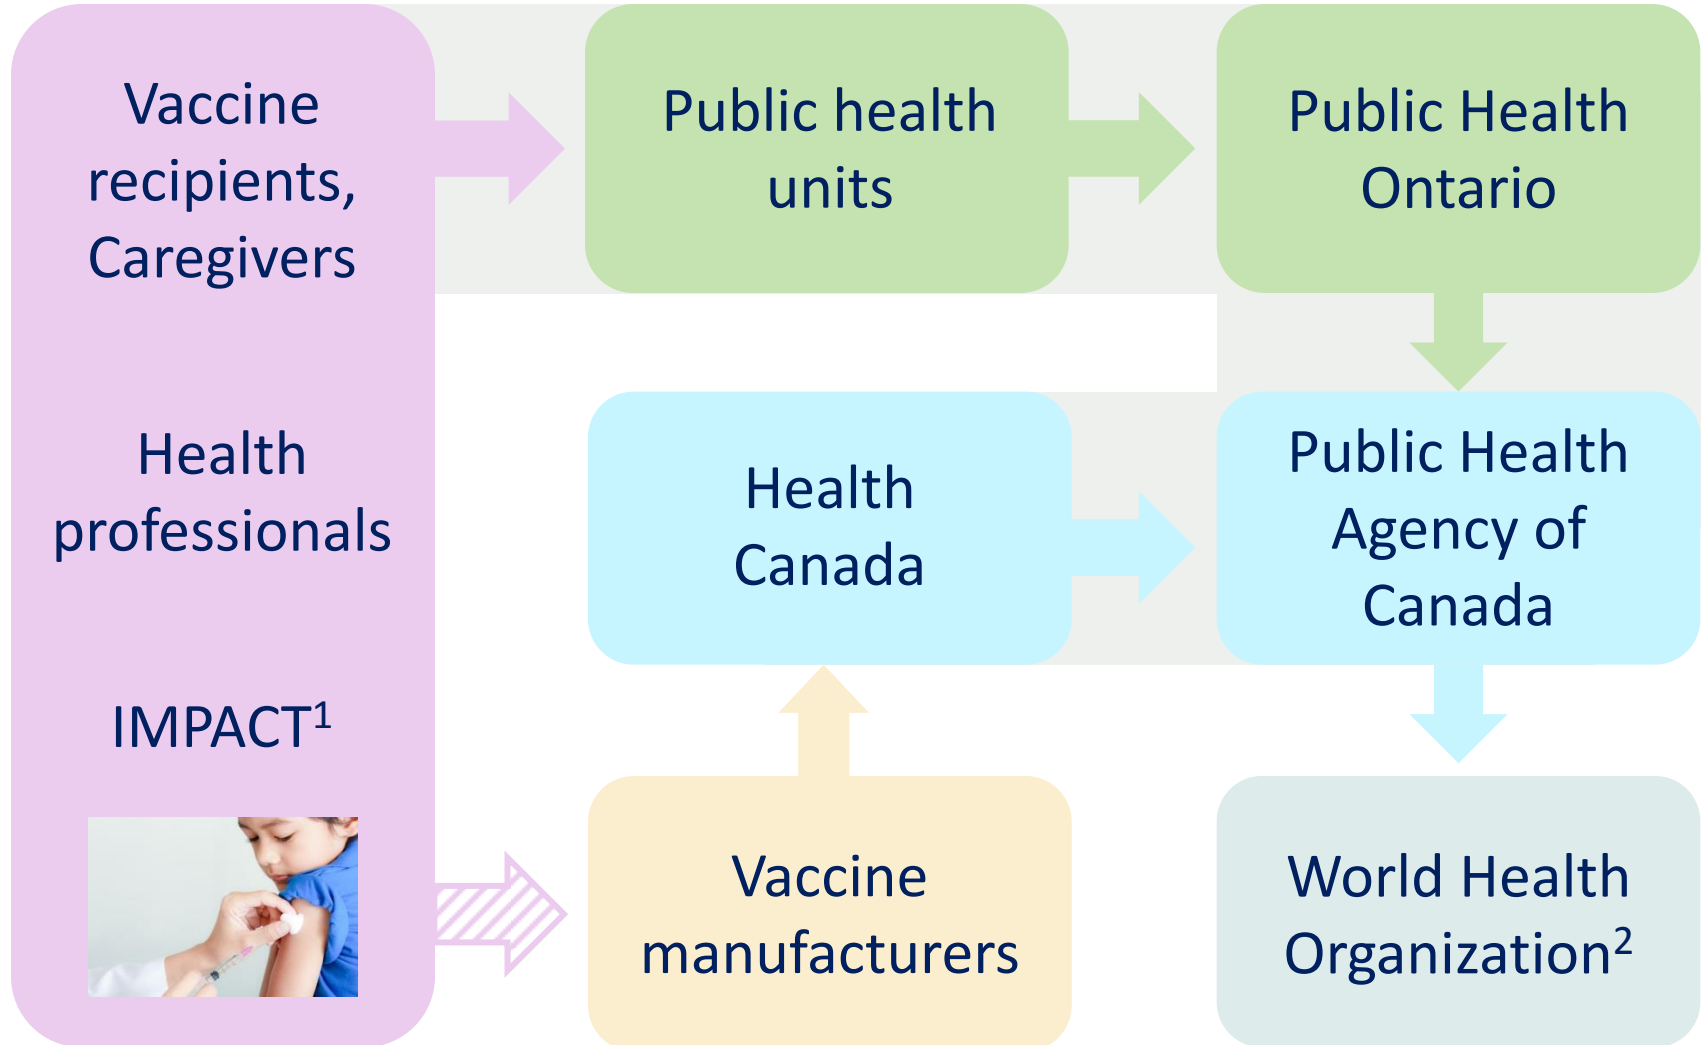 Vaccine
recipients,
Caregivers
Health
professionals
IMPACT¹
Public health
units
Public Health
Ontario
Health
Canada
Public Health
Agency of
Canada
Vaccine
manufacturers
World Health
Organization²